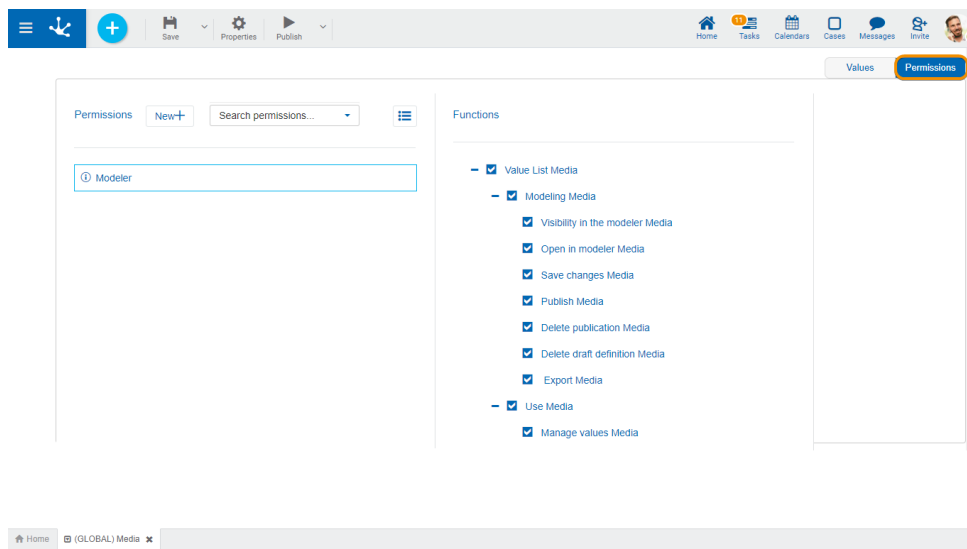 Save
Properties
Publish
Home
11
Tasks
Calendars
Cases
Messages
Invite
Values
Permissions
Permissions
New
Search permissions...
Functions
Modeler
Value List Media
Modeling Media
Visibility in the modeler Media
Open in modeler Media
Save changes Media
Publish Media
Delete publication Media
Delete draft definition Media
Export Media
Use Media
Manage values Media
Home
(GLOBAL) Media